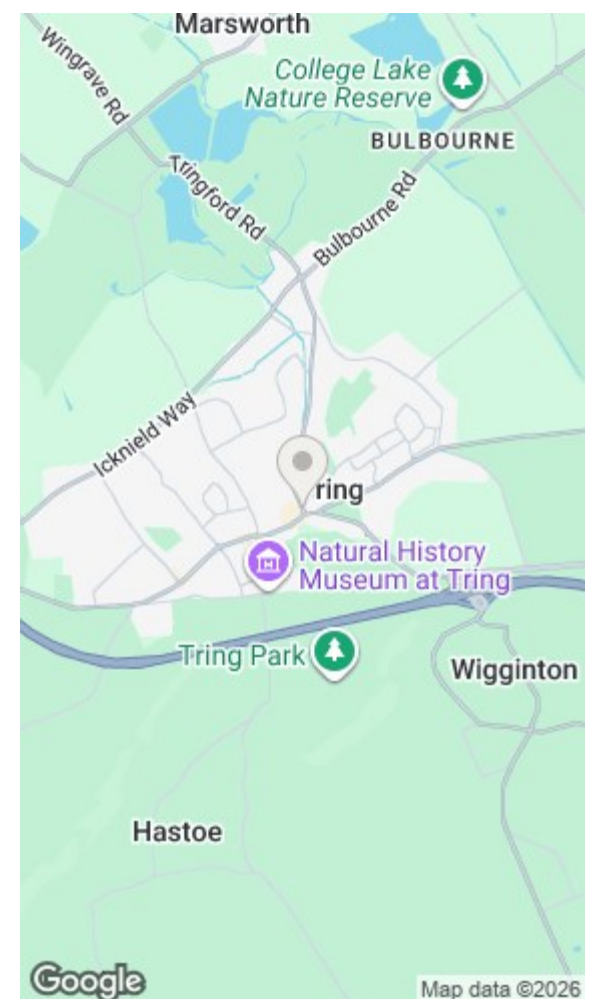 Marsworth
Wingrave Rd
College Lake
Nature Reserve
BULBOURNE
Tringford Rd
Bulbourne Rd
Icknield Way
ring
Natural History
Museum at Tring
Tring Park
Wigginton
Hastoe
Google
Map data ©2026